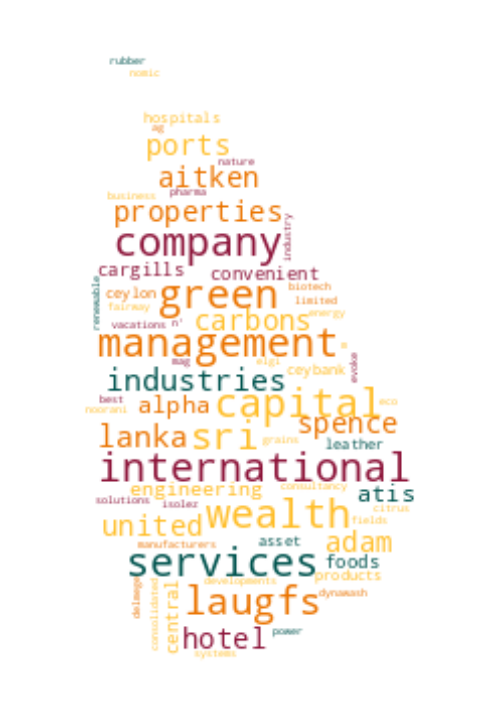 rubber
nomic
hospitals
ag
ports
nature
aitken
pharma
business
properties
industry
company
cargills
convenient
renewable
ceylon
green
biotech
limited
fairway
carbons
energy
vacations
n'
management
mag
elgi
ceybank
evoke
industries
best
noorani
alpha
capital
eco
spence
lanka
sri
grains
leather
international
engineering
consultancy
atis
solutions
isolez
wealth
citrus
united
fields
manufacturers
asset
adam
services
foods
products
delmege
consolidated
central
developments
laugfs
dynawash
hotel
power
systems